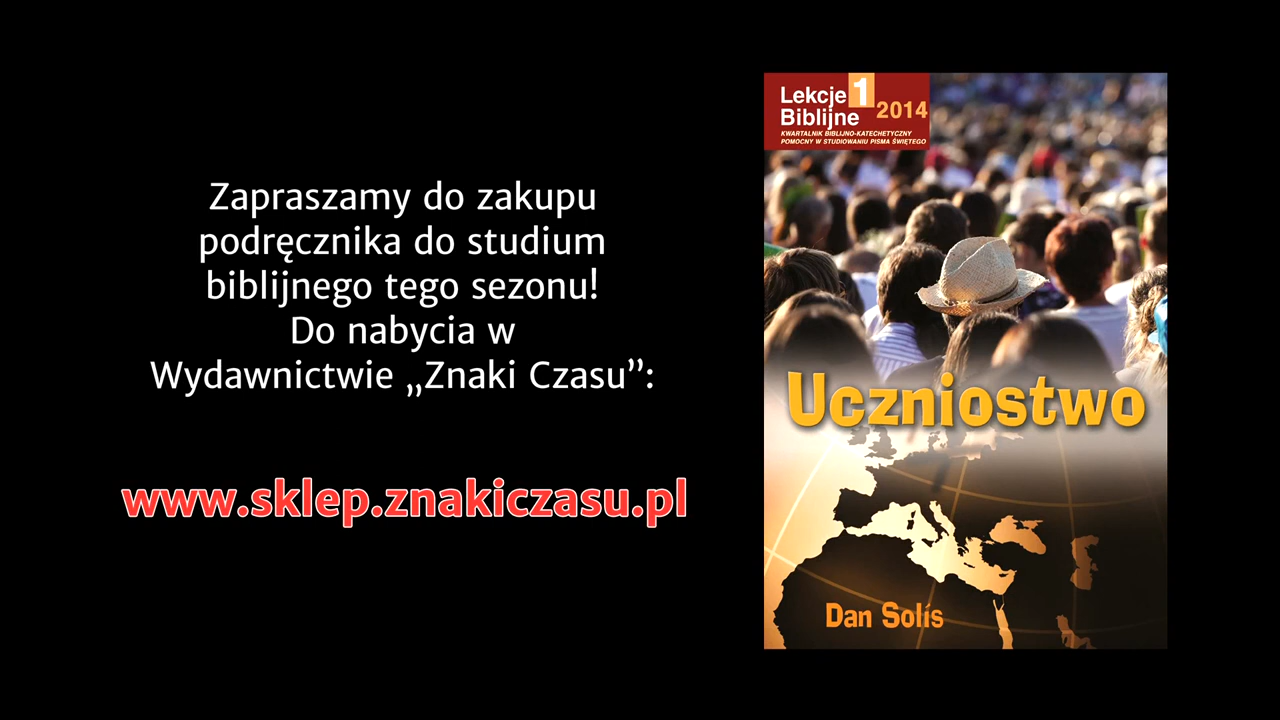 Zapraszamy do zakupu
podręcznika do studium
biblijnego tego sezonu!
Do nabycia w
Wydawnictwie „Znaki Czasu”:
www.sklep.znakiczasu.pl
Lekcje 1 2014
Biblijne
KWARTALNIK BIBLIJNO-KATECHETYCZNY
POMOCNY W STUDIOWANIU PISMA ŚWIĘTEGO
Uczniostwo
Dan Solís